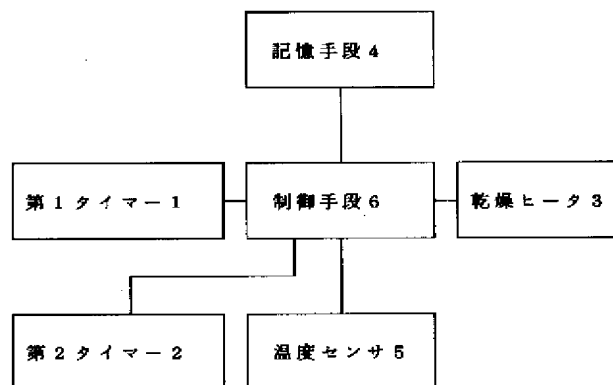 記憶手段4
第1タイマー1
制御手段6
乾燥ヒータ3
第2タイマー2
温度センサ5